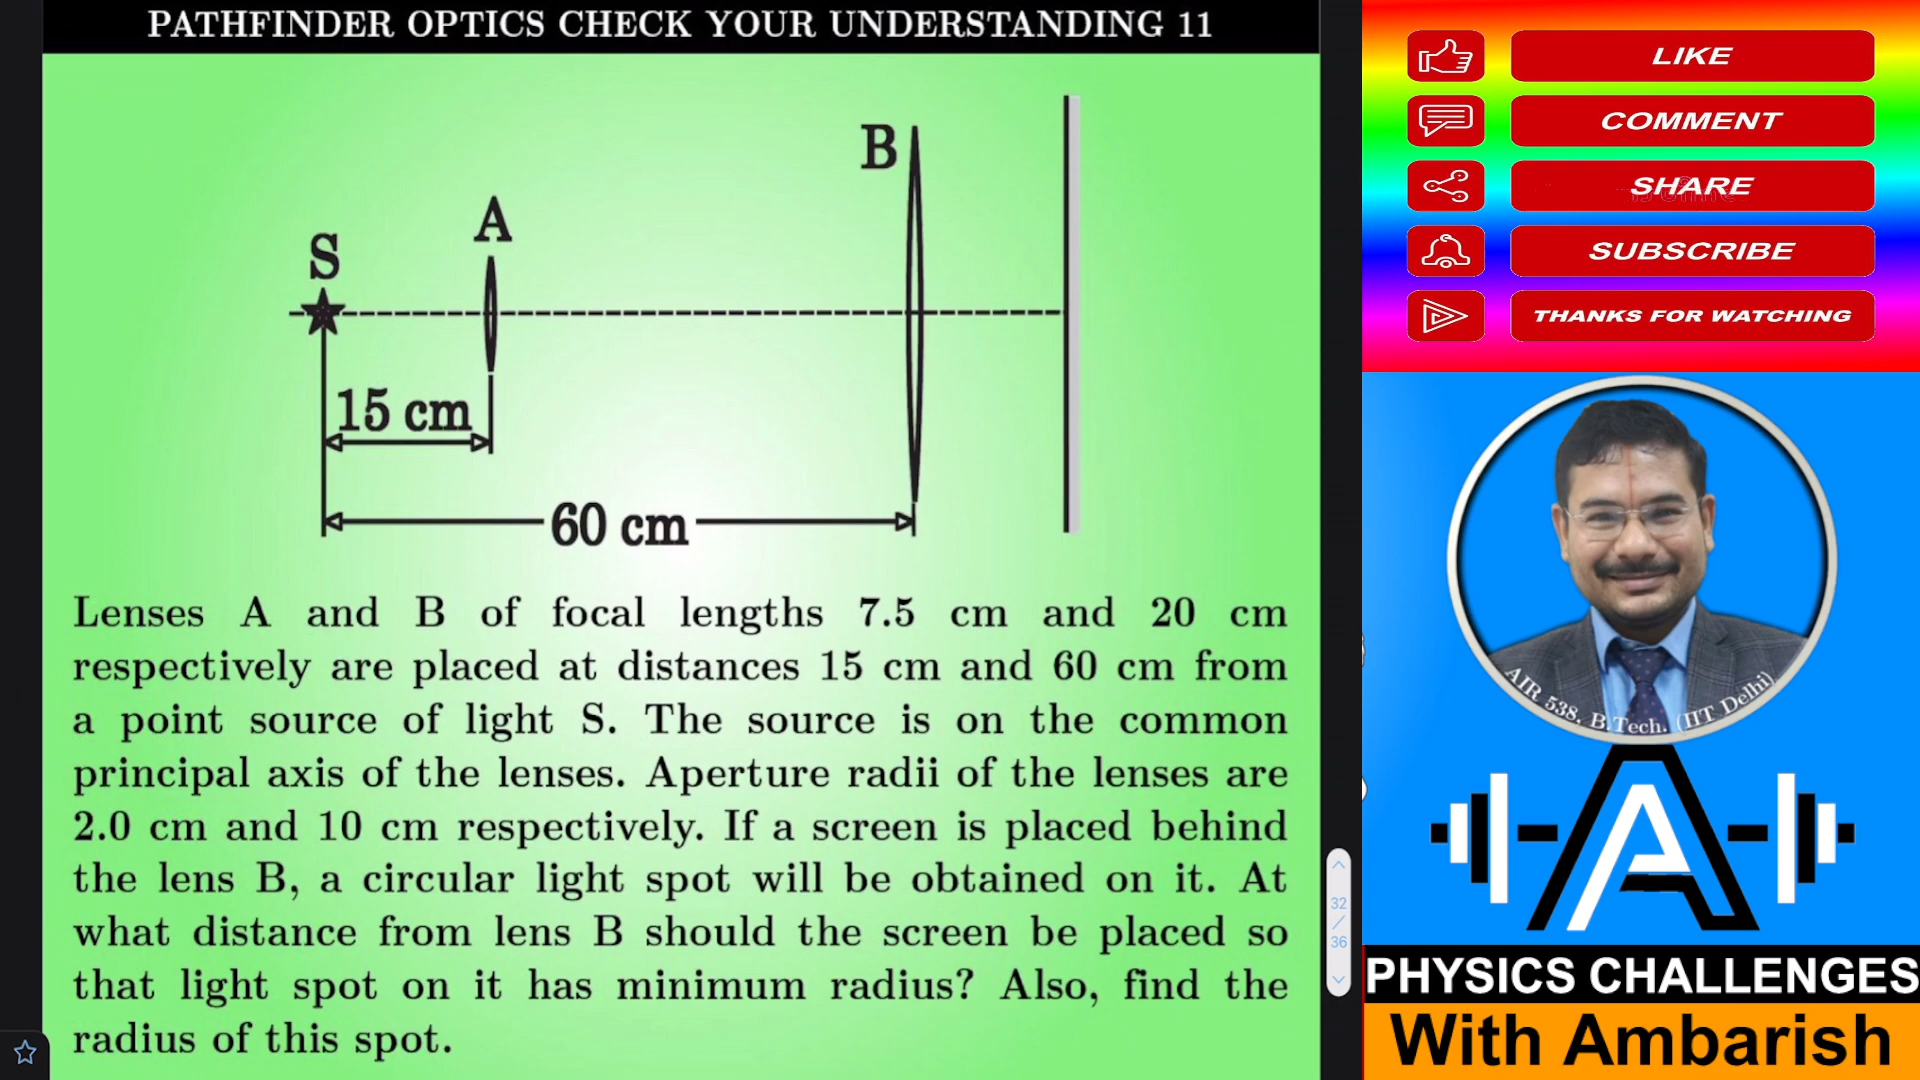 PATHFINDER OPTICS CHECK YOUR UNDERSTANDING 11
S
A
B
15 cm
60 cm
Lenses A and B of focal lengths 7.5 cm and 20 cm
respectively are placed at distances 15 cm and 60 cm from
a point source of light S. The source is on the common
principal axis of the lenses. Aperture radii of the lenses are
2.0 cm and 10 cm respectively. If a screen is placed behind
the lens B, a circular light spot will be obtained on it. At
what distance from lens B should the screen be placed so
that light spot on it has minimum radius? Also, find the
radius of this spot.
32
/
36
LIKE
COMMENT
SHARE
SUBSCRIBE
THANKS FOR WATCHING
AIR 538, B.Tech. (IIT Delhi)
A
PHYSICS CHALLENGES
With Ambarish